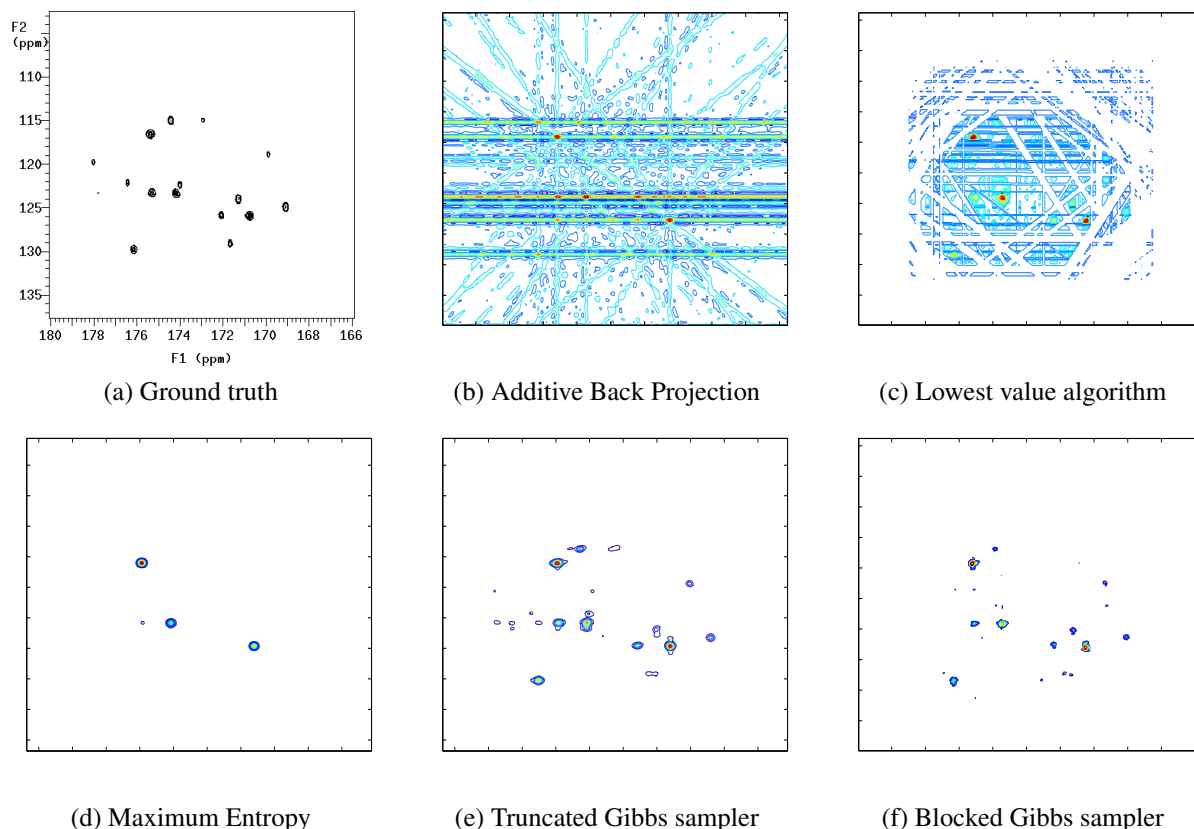 F2
(ppm)
110
115
120
125
130
135
180 178 176 174 172 170 168 166
F1 (ppm)
(a) Ground truth
(b) Additive Back Projection
(c) Lowest value algorithm
(d) Maximum Entropy
(e) Truncated Gibbs sampler
(f) Blocked Gibbs sampler